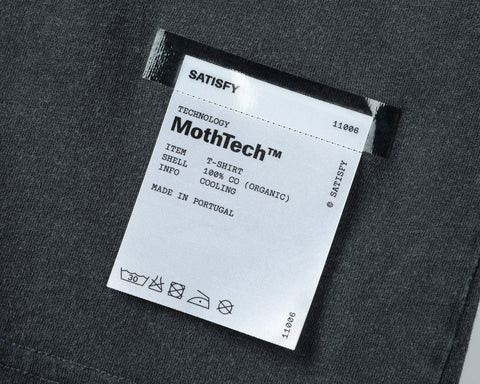 SATISFY
11006
TECHNOLOGY
MothTech™
ITEM T-SHIRT
SHELL 100% CO (ORGANIC)
INFO COOLING
MADE IN PORTUGAL
© SATISFY
30
11006